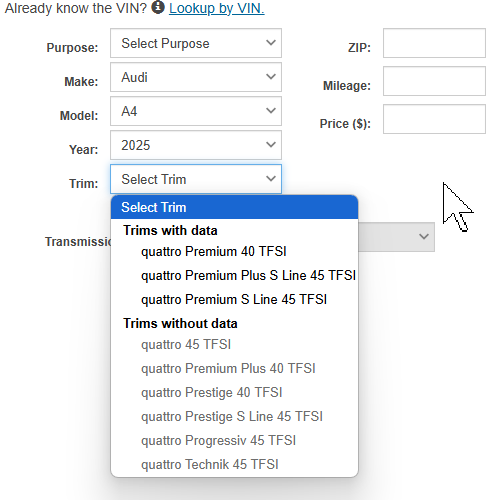 Already know the VIN? Lookup by VIN.
Purpose: Select Purpose
ZIP:
Make: Audi
Mileage:
Model: A4
Price ($):
Year: 2025
Trim: Select Trim
Select Trim
Trims with data
quattro Premium 40 TFSI
Transmissi
quattro Premium Plus S Line 45 TFSI
quattro Premium S Line 45 TFSI
Trims without data
quattro 45 TFSI
quattro Premium Plus 40 TFSI
quattro Prestige 40 TFSI
quattro Prestige S Line 45 TFSI
quattro Progressiv 45 TFSI
quattro Technik 45 TFSI